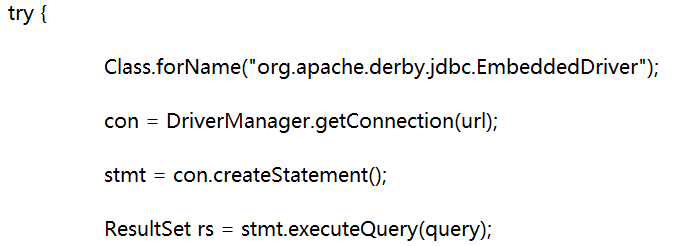 try {
Class.forName("org.apache.derby.jdbc.EmbeddedDriver");
con = DriverManager.getConnection(url);
stmt = con.createStatement();
ResultSet rs = stmt.executeQuery(query);